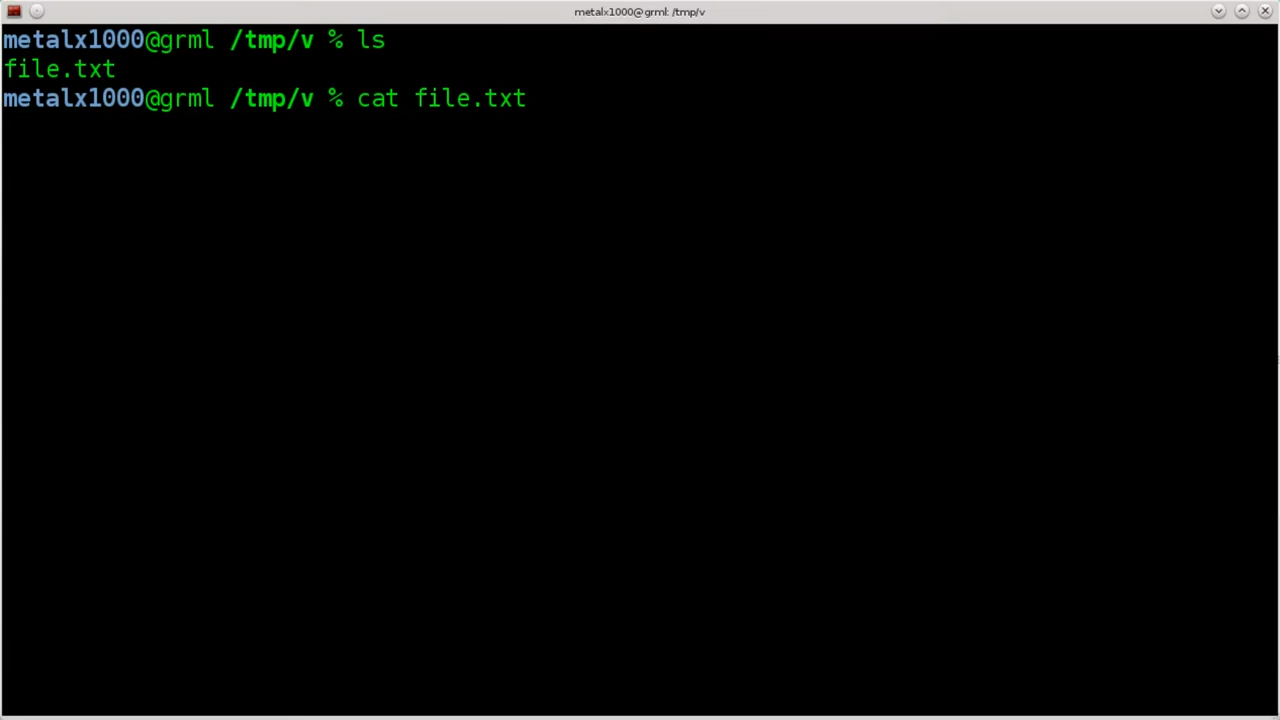 metalx1000@grml: /tmp/v
metalx1000@grml /tmp/v % ls
file.txt
metalx1000@grml /tmp/v % cat file.txt